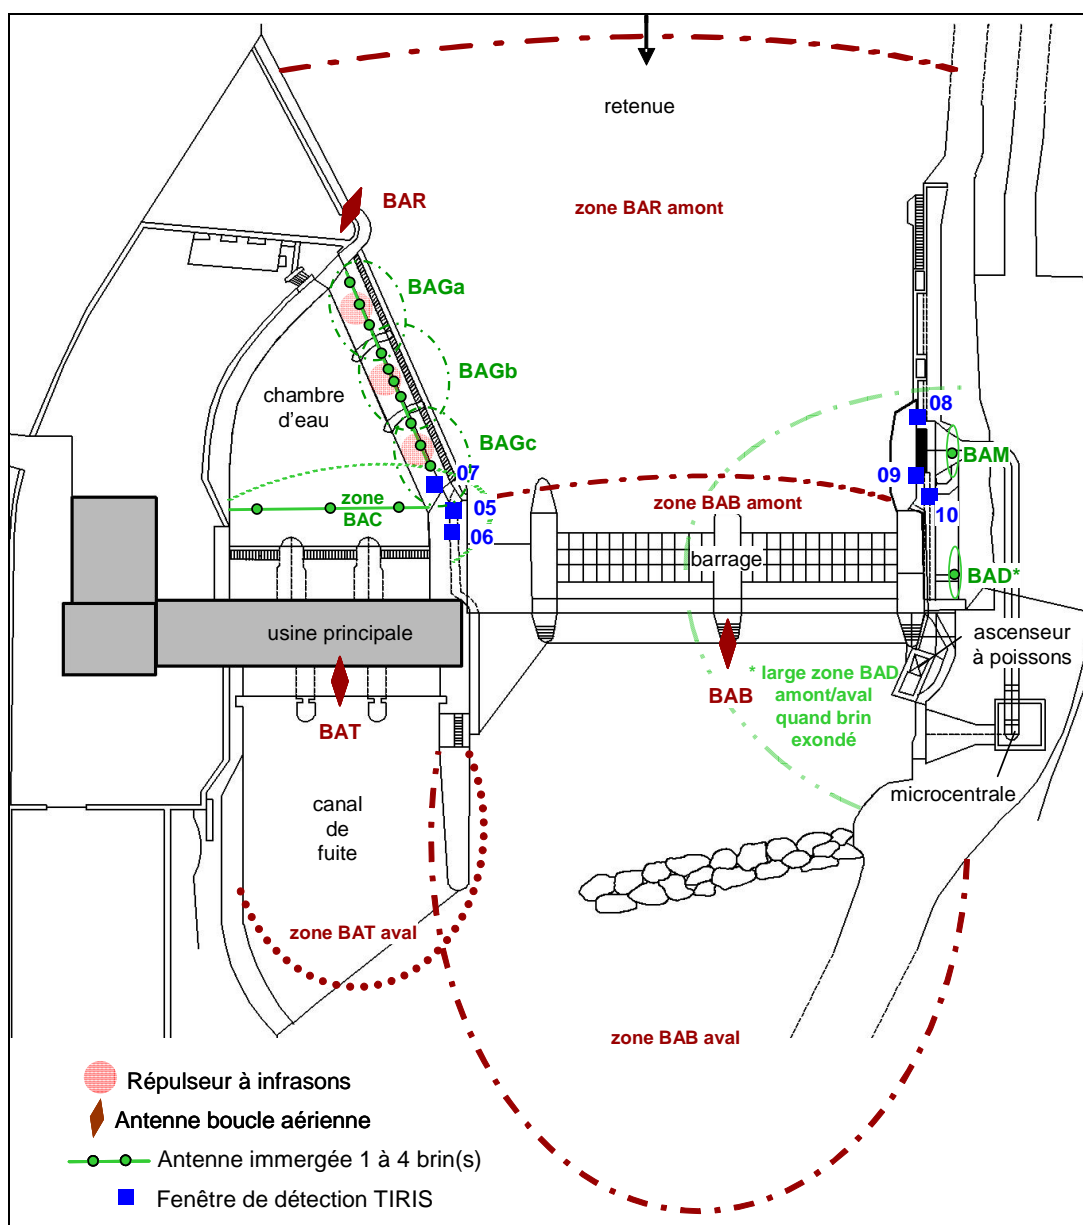 retenue
BAR
zone BAR amont
BAGa
BAGb
chambre
d'eau
08
BAGc
BAM
07
09
zone
BAC
05
zone BAB amont
10
06
barrage
BAD*
usine principale
ascenseur
à poissons
* large zone BAD
amont/aval
quand brin
exondé
BAB
BAT
microcentrale
canal
de
fuite
zone BAT aval
zone BAB aval
Répulseur à infrasons
Antenne boucle aérienne
Antenne immergée 1 à 4 brin(s)
Fenêtre de détection TIRIS